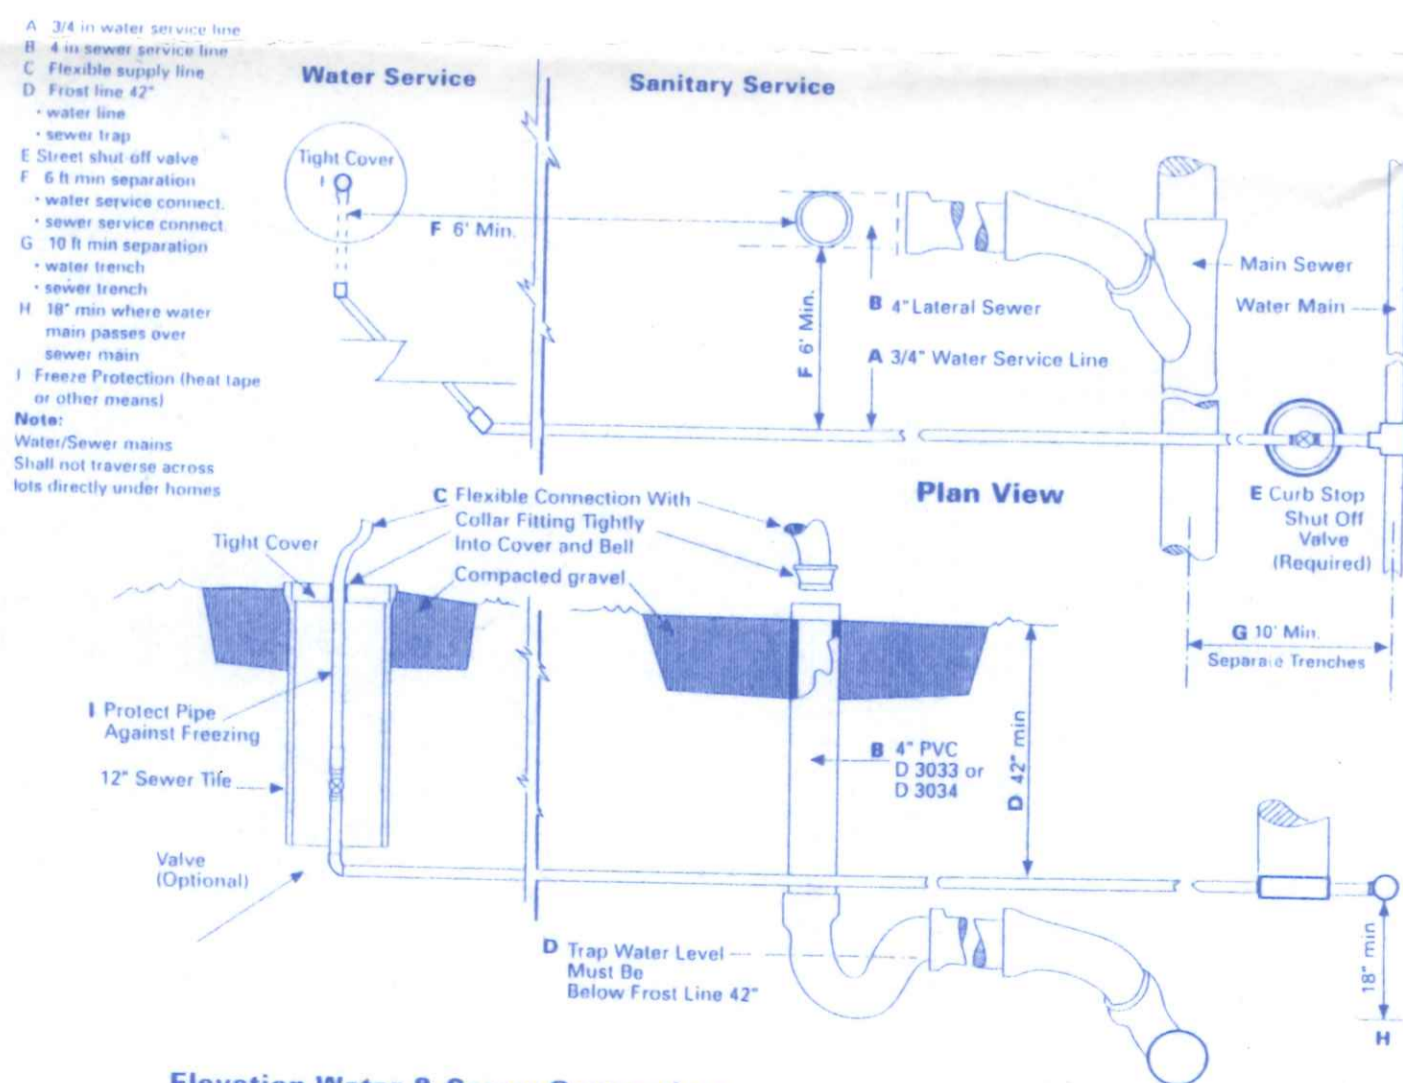 A 3/4 in water service line
B 4 in sewer service line
C Flexible supply line
D Frost line 42"
• water line
• sewer trap
E Street shut off valve
F 6 ft min separation
• water service connect.
• sewer service connect
G 10 ft min separation
• water trench
• sewer trench
H 18" min where water
main passes over
sewer main
I Freeze Protection (heat tape
or other means)
Note:
Water/Sewer mains
Shall not traverse across
lots directly under homes
Water Service
Sanitary Service
Tight Cover
I
F 6' Min.
F 6' Min.
B 4" Lateral Sewer
A 3/4" Water Service Line
Main Sewer
Water Main
Plan View
E Curb Stop
Shut Off
Valve
(Required)
G 10' Min.
Separate Trenches
C Flexible Connection With
Collar Fitting Tightly
Into Cover and Bell
Tight Cover
Compacted gravel
I Protect Pipe
Against Freezing
12" Sewer Tile
Valve
(Optional)
B 4" PVC
D 3033 or
D 3034
D 42" min
D Trap Water Level
Must Be
Below Frost Line 42"
18" min
H
Elevation Water & Sewer